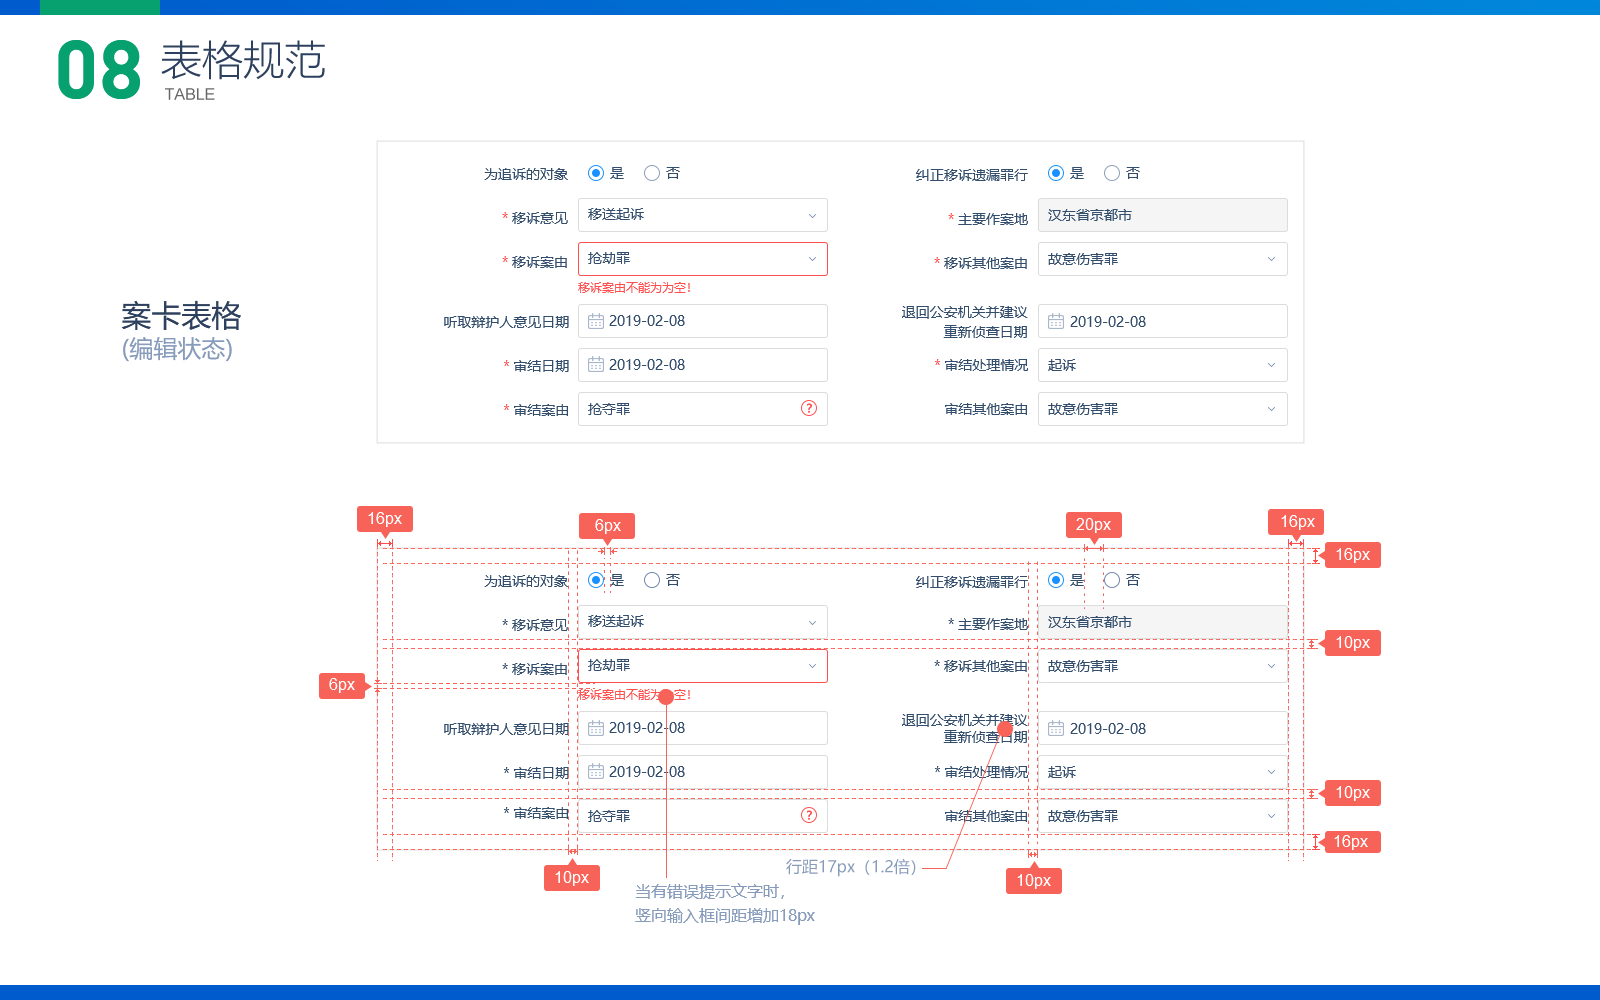 08 表格规范
TABLE
为追诉的对象 是 否 纠正移诉遗漏罪行 是 否
* 移诉意见 移送起诉 * 主要作案地 汉东省京都市
* 移诉案由 抢劫罪 * 移诉其他案由 故意伤害罪
移诉案由不能为为空!
案卡表格
(编辑状态)
听取辩护人意见日期 2019-02-08 退回公安机关并建议
重新侦查日期 2019-02-08
* 审结日期 2019-02-08 * 审结处理情况 起诉
* 审结案由 抢夺罪 ? 审结其他案由 故意伤害罪
16px 6px 20px 16px
16px
为追诉的对象 是 否 纠正移诉遗漏罪行 是 否
* 移诉意见 移送起诉 * 主要作案地 汉东省京都市
10px
* 移诉案由 抢劫罪 * 移诉其他案由 故意伤害罪
6px
移诉案由不能为空!
听取辩护人意见日期 2019-02-08 退回公安机关并建议
重新侦查日期 2019-02-08
* 审结日期 2019-02-08 * 审结处理情况 起诉
10px
* 审结案由 抢夺罪 ? 审结其他案由 故意伤害罪
16px
行距17px（1.2倍）
10px 10px
当有错误提示文字时，
竖向输入框间距增加18px